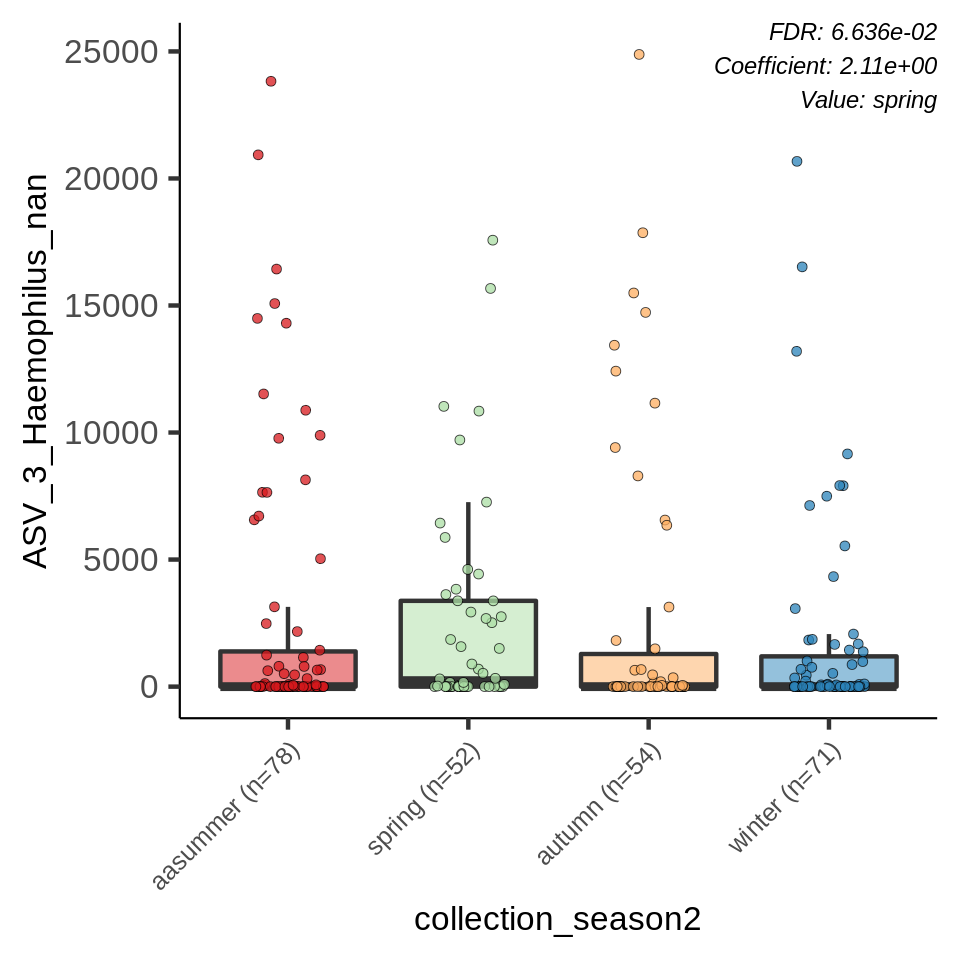 FDR: 6.636e-02
Coefficient: 2.11e+00
Value: spring
ASV_3_Haemophilus_nan
25000
20000
15000
10000
5000
0
aasummer (n=78)
spring (n=52)
autumn (n=54)
winter (n=71)
collection_season2